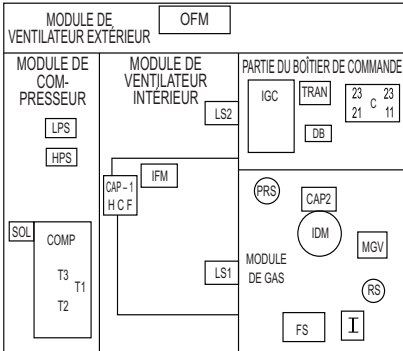 MODULE DE
VENTILATEUR EXTÉRIEUR
OFM
MODULE DE
COM-
PRESSEUR
LPS
HPS
SOL
COMP
T3
T1
T2
MODULE DE
VENTILATEUR
INTÉRIEUR
LS2
CAP – 1
H C F
IFM
LS1
PARTIE DU BOÎTIER DE COMMANDE
IGC
TRAN
DB
23 C 23
21 11
PRS
CAP2
IDM
MGV
MODULE
DE GAS
RS
FS
I